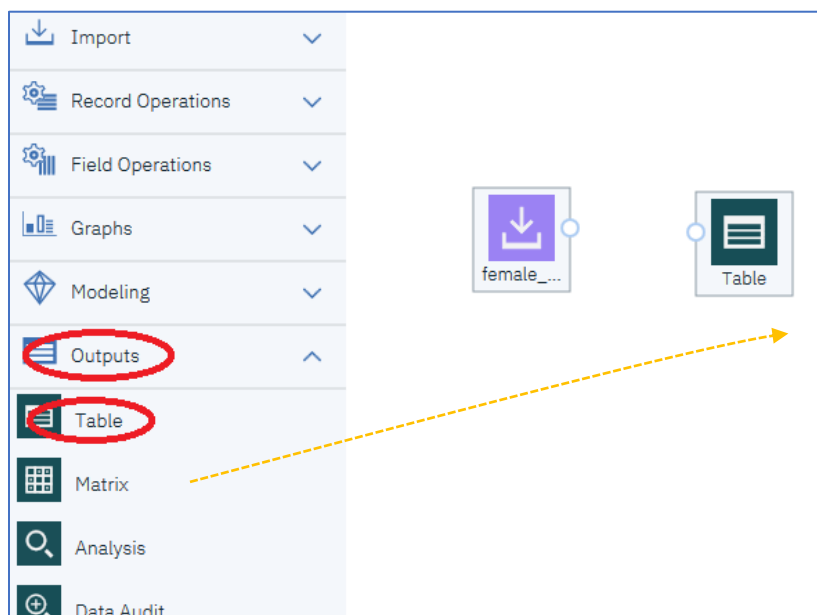 Import
Record Operations
Field Operations
Graphs
Modeling
Outputs
Table
Matrix
Analysis
Data Audit
female_...
Table